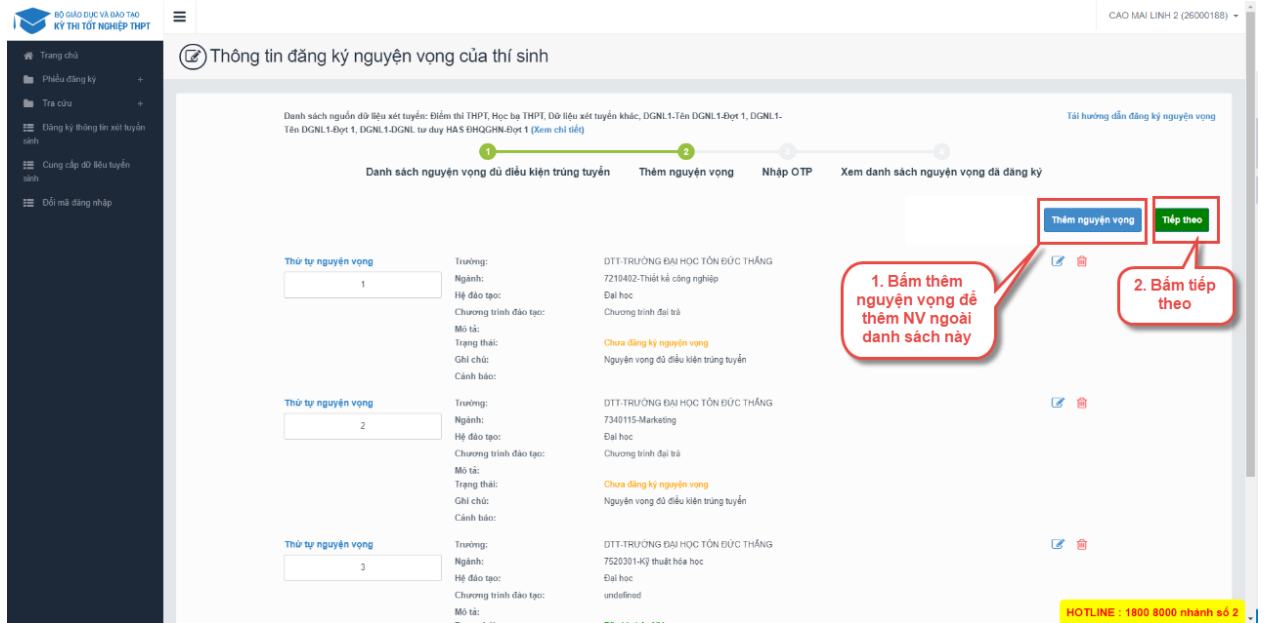 BỘ GIÁO DỤC VÀ ĐÀO TẠO
KỲ THI TỐT NGHIỆP THPT
CAO MAI LINH 2 (26000188)
Trang chủ
Phiếu đăng ký +
Tra cứu +
Đăng ký thông tin xét tuyển
sinh
Cung cấp dữ liệu tuyển
sinh
Đổi mã đăng nhập
Thông tin đăng ký nguyện vọng của thí sinh
Danh sách nguồn dữ liệu xét tuyển: Điểm thi THPT, Học bạ THPT, Dữ liệu xét tuyển khác, DGNL1-Tên DGNL1-Đợt 1, DGNL1-
Tên DGNL1-Đợt 1, DGNL1-DGNL tư duy HAS ĐHQGHN-Đợt 1 (Xem chi tiết)
Tải hướng dẫn đăng ký nguyện vọng
1 2 3 4
Danh sách nguyện vọng đủ điều kiện trúng tuyển Thêm nguyện vọng Nhập OTP Xem danh sách nguyện vọng đã đăng ký
Thêm nguyện vọng Tiếp theo
1. Bấm thêm
nguyện vọng để
thêm NV ngoài
danh sách này
2. Bấm tiếp
theo
Thứ tự nguyện vọng
1
Trường: DTT-TRƯỜNG ĐẠI HỌC TÔN ĐỨC THẮNG
Ngành: 7210402-Thiết kế công nghiệp
Hệ đào tạo: Đại học
Chương trình đào tạo: Chương trình đại trà
Mô tả:
Trạng thái: Chưa đăng ký nguyện vọng
Ghi chú: Nguyện vọng đủ điều kiện trúng tuyển
Cảnh báo:
Thứ tự nguyện vọng
2
Trường: DTT-TRƯỜNG ĐẠI HỌC TÔN ĐỨC THẮNG
Ngành: 7340115-Marketing
Hệ đào tạo: Đại học
Chương trình đào tạo: Chương trình đại trà
Mô tả:
Trạng thái: Chưa đăng ký nguyện vọng
Ghi chú: Nguyện vọng đủ điều kiện trúng tuyển
Cảnh báo:
Thứ tự nguyện vọng
3
Trường: DTT-TRƯỜNG ĐẠI HỌC TÔN ĐỨC THẮNG
Ngành: 7520301-Kỹ thuật hóa học
Hệ đào tạo: Đại học
Chương trình đào tạo: undefined
Mô tả:
HOTLINE : 1800 8000 nhánh số 2